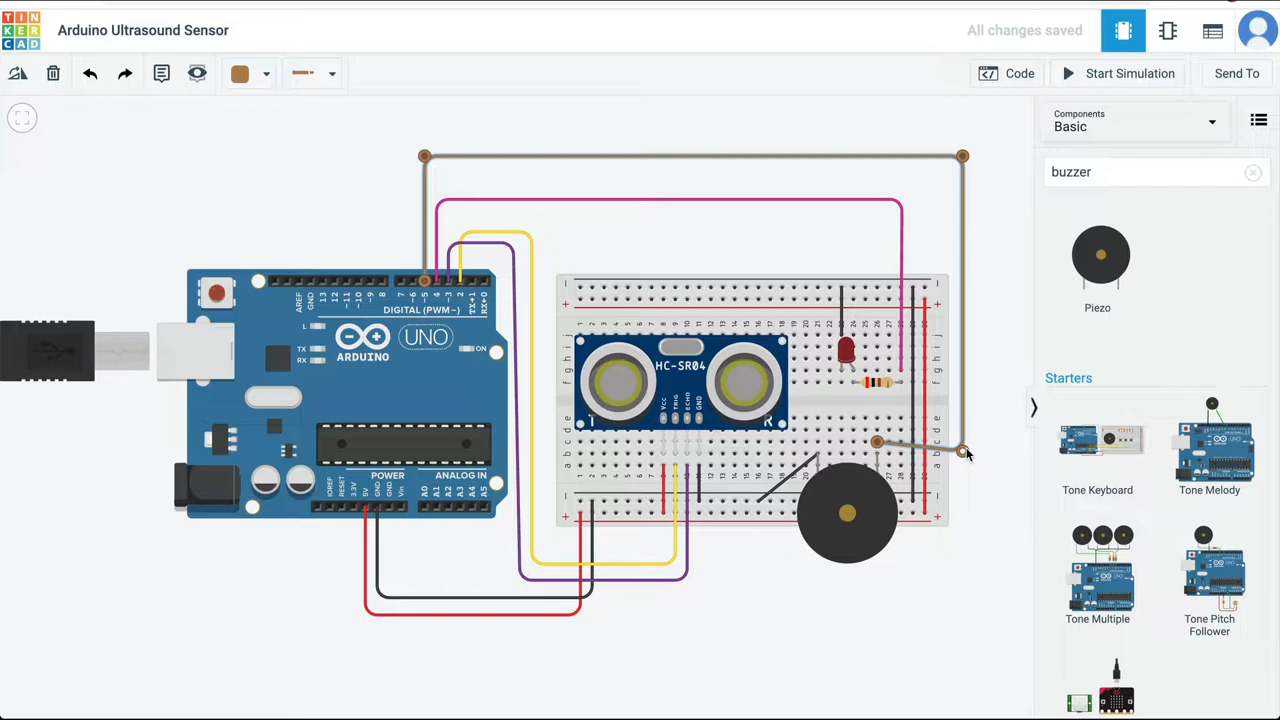 TIN
KER
CAD
Arduino Ultrasound Sensor
All changes saved
Code
Start Simulation
Send To
Components
Basic
buzzer
Piezo
Starters
Tone Keyboard
Tone Melody
Tone Multiple
Tone Pitch
Follower
AREF
GND
13
12
~11
~10
~9
8
7
~6
~5
4
~3
2
TX→1
RX←0
DIGITAL (PWM~)
L
TX
RX
ARDUINO
UNO
ON
POWER
ANALOG IN
IOREF
RESET
3.3V
5V
GND
GND
Vin
A0
A1
A2
A3
A4
A5
HC-SR04
VCC
TRIG
ECHO
GND
T
R